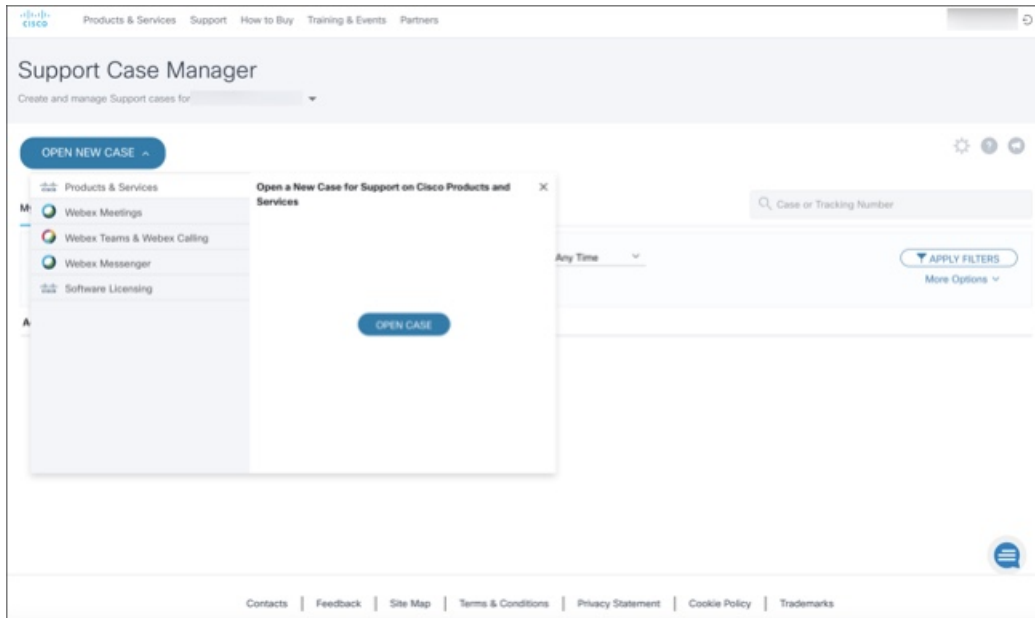 CISCO
Products & Services Support How to Buy Training & Events Partners
Support Case Manager
Create and manage Support cases for
OPEN NEW CASE
Products & Services
Webex Meetings
Webex Teams & Webex Calling
Webex Messenger
Software Licensing
Open a New Case for Support on Cisco Products and
Services
OPEN CASE
M
A
Case or Tracking Number
Any Time
APPLY FILTERS
More Options
Contacts | Feedback | Site Map | Terms & Conditions | Privacy Statement | Cookie Policy | Trademarks